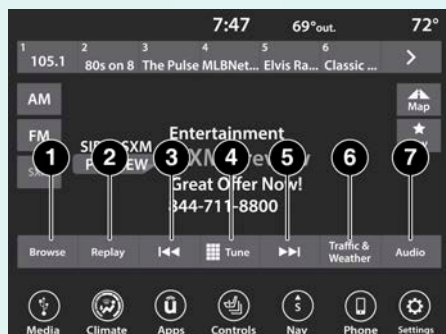 7:47 69°out. 72°
1 2 3 4 5 6
105.1 80s on 8 The Pulse MLBNet... Elvis Ra... Classic ...
AM
Map
Entertainment
FM
Great Offer Now!
844-711-8800
1 2 3 4 5 6 7
Browse Replay Tune Traffic & Weather Audio
Media Climate Apps Controls Nav Phone Settings